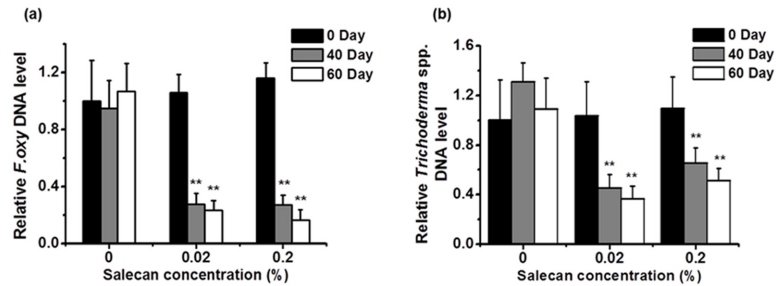 (a)
0 Day
40 Day
60 Day
Relative F.oxy DNA level
1.2
0.8
0.4
0.0
**
**
**
**
0
0.02
0.2
Salecan concentration (%)
(b)
0 Day
40 Day
60 Day
Relative Trichoderma spp.
DNA level
1.6
1.2
0.8
0.4
0.0
**
**
**
**
0
0.02
0.2
Salecan concentration (%)